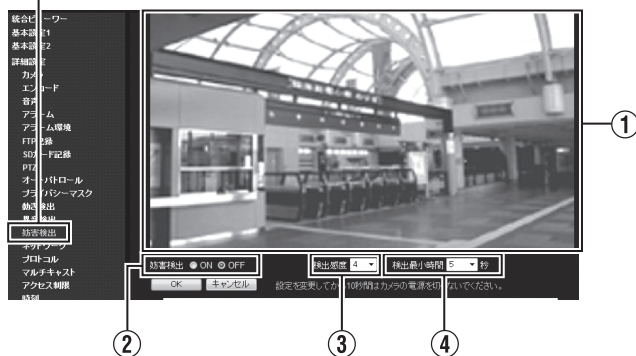 統合ビューワー
基本設定1
基本設定2
詳細設定
カメラ
エンコード
音声
アラーム
アラーム環境
FTP記録
SDカード記録
PTZ
オートパトロール
プライバシーマスク
動き検出
異音検出
妨害検出
ネットワーク
プロトコル
マルチキャスト
アクセス制限
時刻
妨害検出 ON OFF 検出感度 4 検出最小時間 5 秒
OK キャンセル 設定を変更してから10秒間はカメラの電源を切らないでください。
①
②
③
④